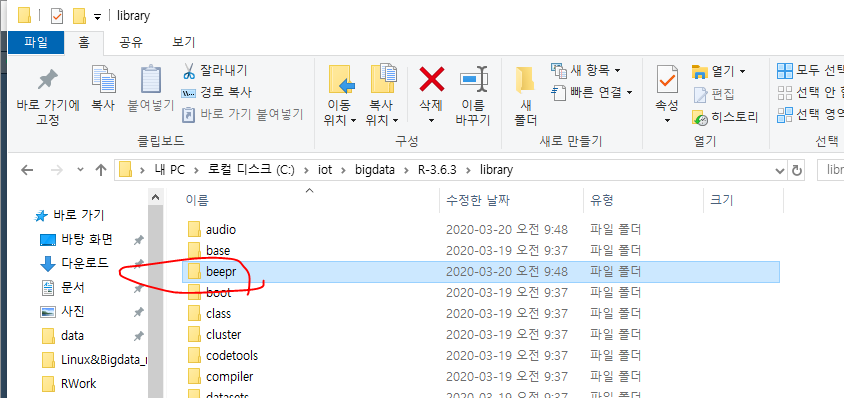 library
파일 홈 공유 보기
바로 가기에 고정
복사
붙여넣기
잘라내기
경로 복사
바로 가기 붙여넣기
클립보드
이동 위치
복사 위치
삭제
이름 바꾸기
구성
새 폴더
새 항목
빠른 연결
새로 만들기
속성
열기
편집
히스토리
열기
모두 선택
선택 안 함
선택 영역
선택
내 PC > 로컬 디스크 (C:) > iot > bigdata > R-3.6.3 > library
이름 수정한 날짜 유형 크기
바로 가기
바탕 화면
다운로드
문서
사진
data
Linux&Bigdata_
RWork
audio 2020-03-20 오전 9:48 파일 폴더
base 2020-03-19 오전 9:37 파일 폴더
beepr 2020-03-20 오전 9:48 파일 폴더
boot 2020-03-19 오전 9:37 파일 폴더
class 2020-03-19 오전 9:37 파일 폴더
cluster 2020-03-19 오전 9:37 파일 폴더
codetools 2020-03-19 오전 9:37 파일 폴더
compiler 2020-03-19 오전 9:37 파일 폴더
datasets 2020-03-19 오전 9:37 파일 폴더